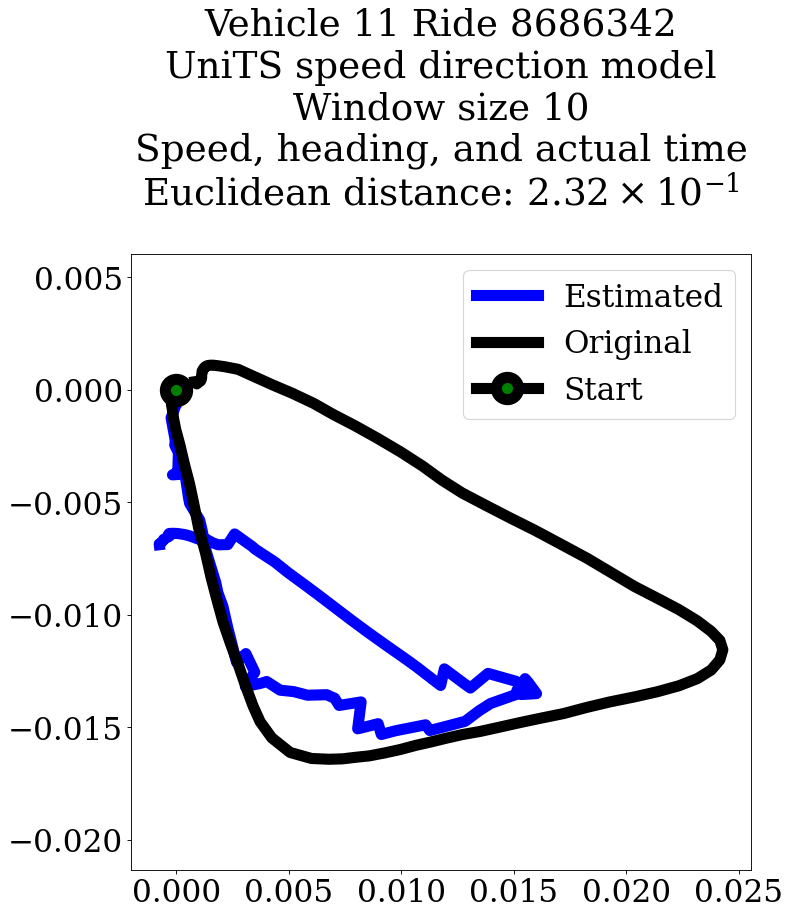 Vehicle 11 Ride 8686342
UniTS speed direction model
Window size 10
Speed, heading, and actual time
Euclidean distance: 2.32 × 10⁻¹
Estimated
Original
Start
0.005
0.000
−0.005
−0.010
−0.015
−0.020
0.000 0.005 0.010 0.015 0.020 0.025